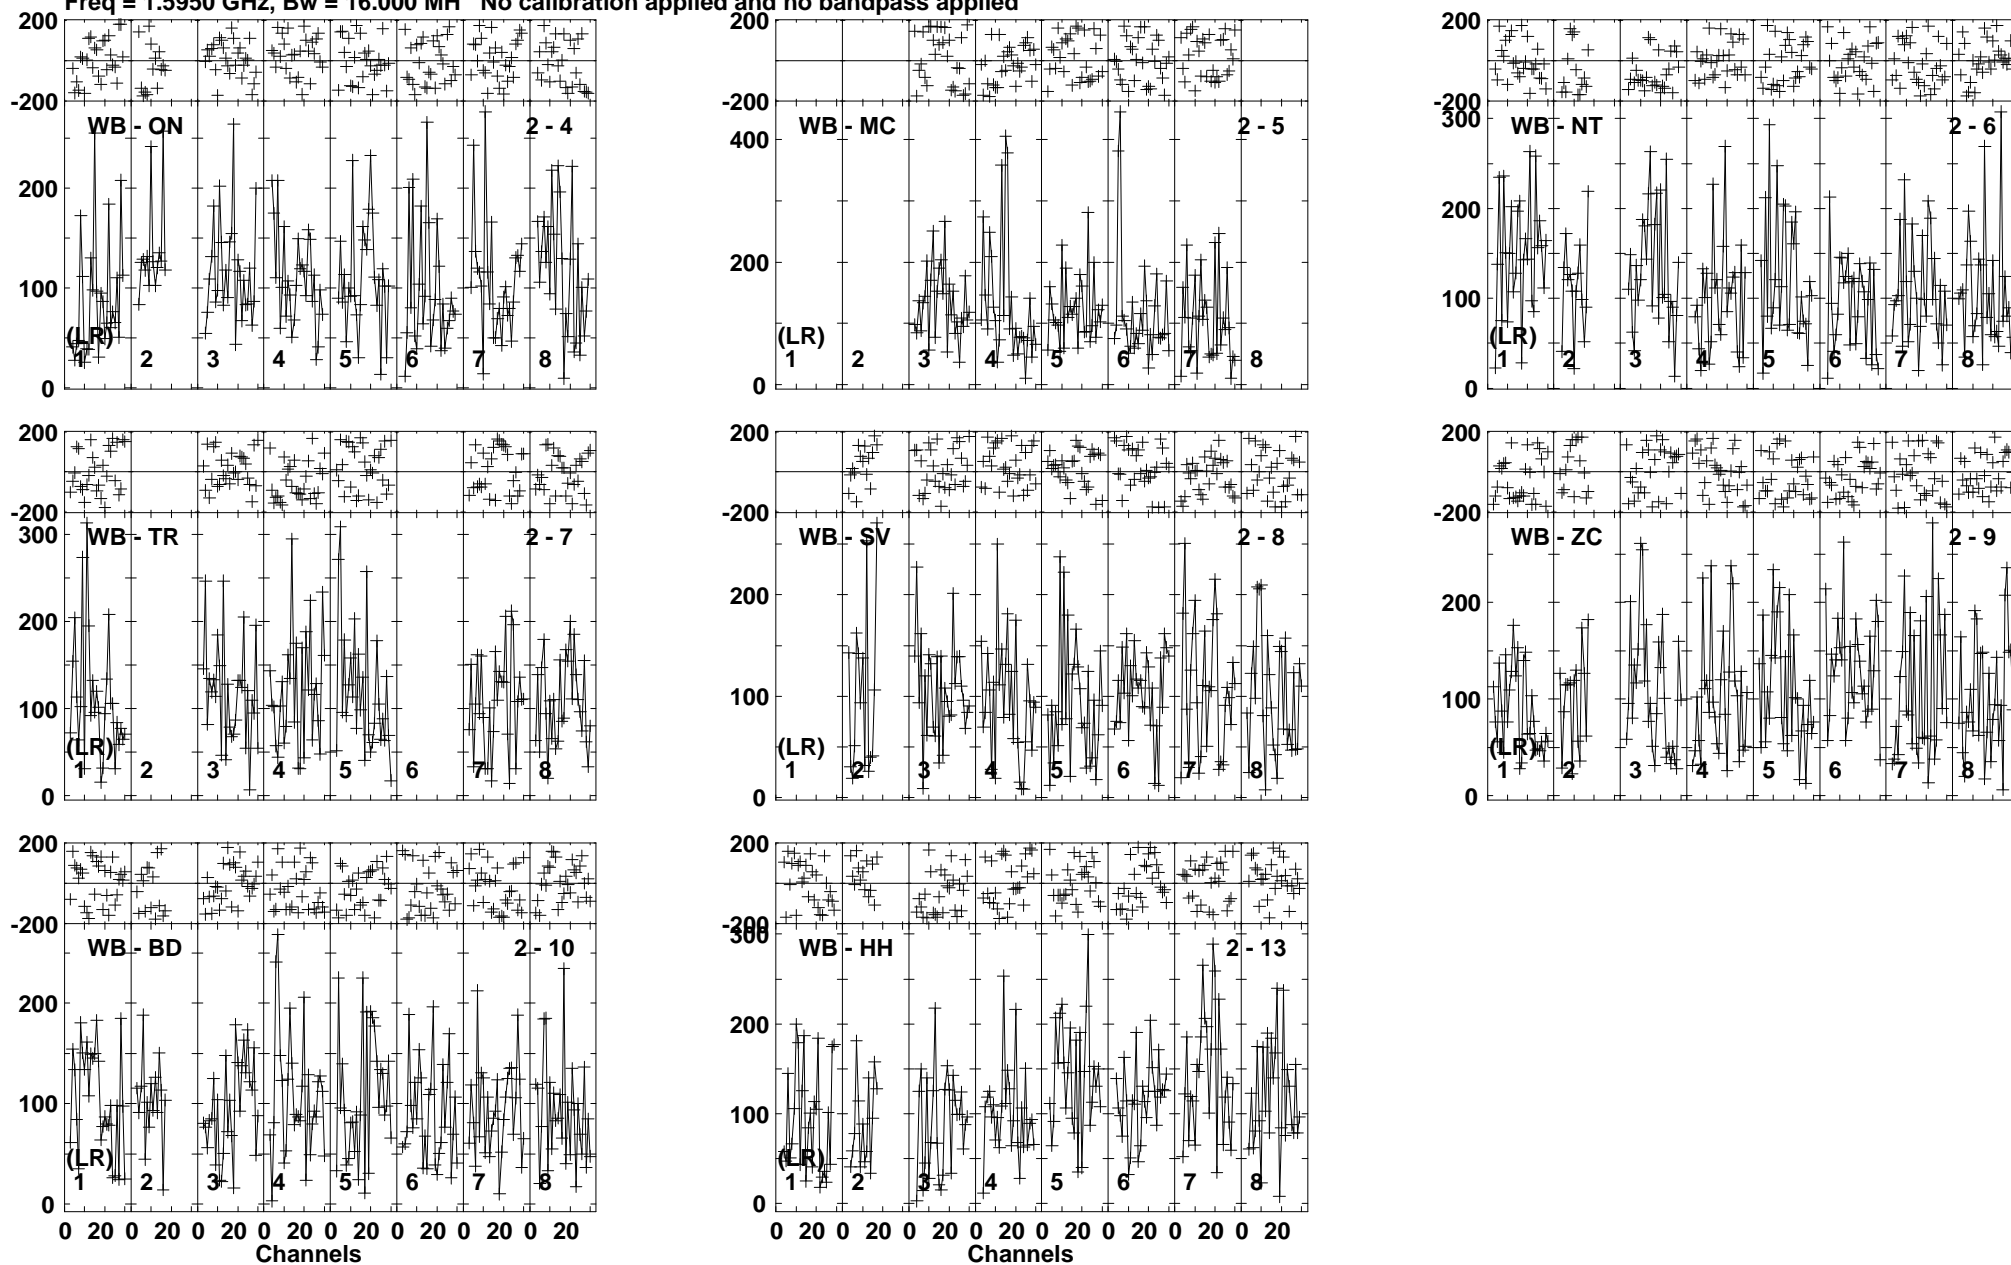 Freq = 1.5950 GHz, Bw = 16.000 MH No calibration applied and no bandpass applied
200 200 200
-200 -200 -200
WB - ON 2 - 4 WB - MC 2 - 5 WB - NT 2 - 6
300
400
200 200 200
100 100
(LR) (LR) (LR)
1 2 3 4 5 6 7 8 1 2 3 4 5 6 7 8 1 2 3 4 5 6 7 8
0 0 0
200 200 200
-200 -200 -200
WB - TR 2 - 7 WB - SV 2 - 8 WB - ZC 2 - 9
300
200 200 200
100 100 100
(LR) (LR) (LR)
1 2 3 4 5 6 7 8 1 2 3 4 5 6 7 8 1 2 3 4 5 6 7 8
0 0 0
200 200
-200 -200
300
WB - BD 2 - 10 WB - HH 2 - 13
200 200
100 100
(LR) (LR)
1 2 3 4 5 6 7 8 1 2 3 4 5 6 7 8
0 0
0 20 0 20 0 20 0 20 0 20 0 20 0 20 0 20 0 20 0 20 0 20 0 20 0 20 0 20 0 20 0 20
Channels Channels